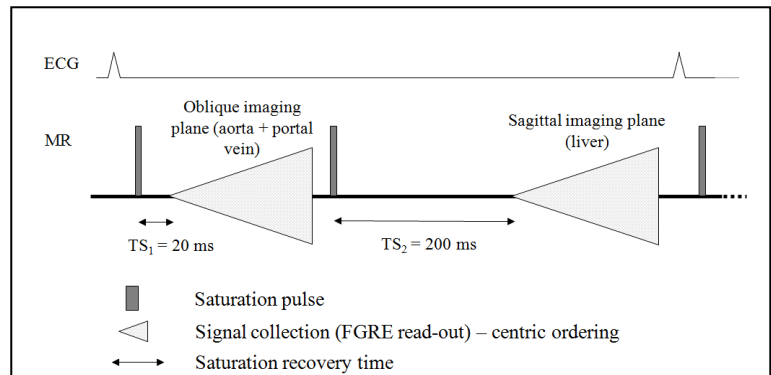 ECG
Oblique imaging
plane (aorta + portal
vein)
Sagittal imaging plane
(liver)
MR
TS₁ = 20 ms
TS₂ = 200 ms
Saturation pulse
Signal collection (FGRE read-out) – centric ordering
Saturation recovery time